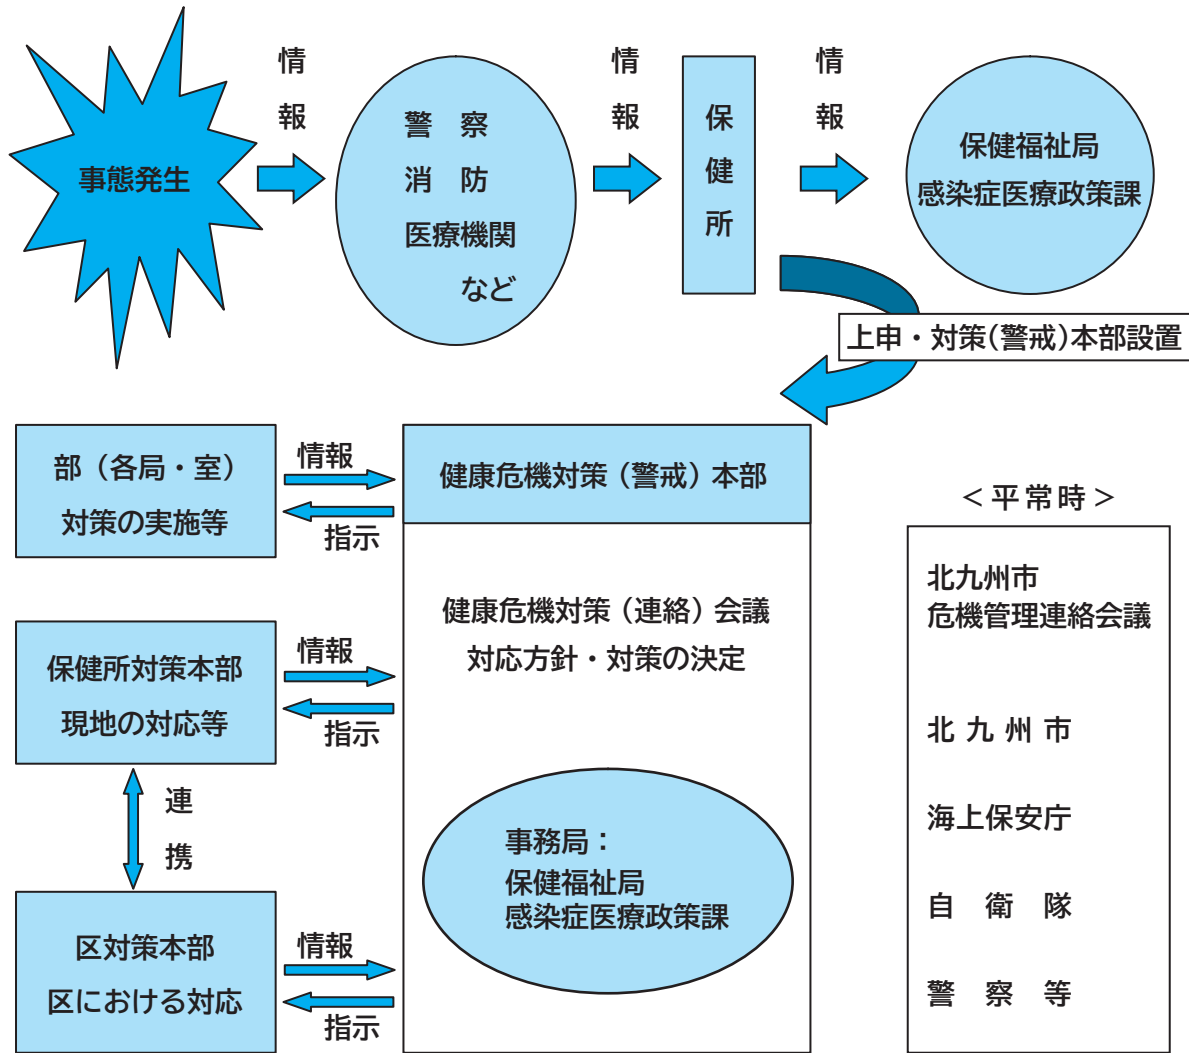 事態発生
情報
警察
消防
医療機関
など
情報
保健所
情報
保健福祉局
感染症医療政策課
上申・対策(警戒)本部設置
部（各局・室）
対策の実施等
情報
指示
健康危機対策（警戒）本部
健康危機対策（連絡）会議
対応方針・対策の決定
保健所対策本部
現地の対応等
情報
指示
連携
事務局：
保健福祉局
感染症医療政策課
区対策本部
区における対応
情報
指示
＜平常時＞
北九州市
危機管理連絡会議
北九州市
海上保安庁
自衛隊
警察等